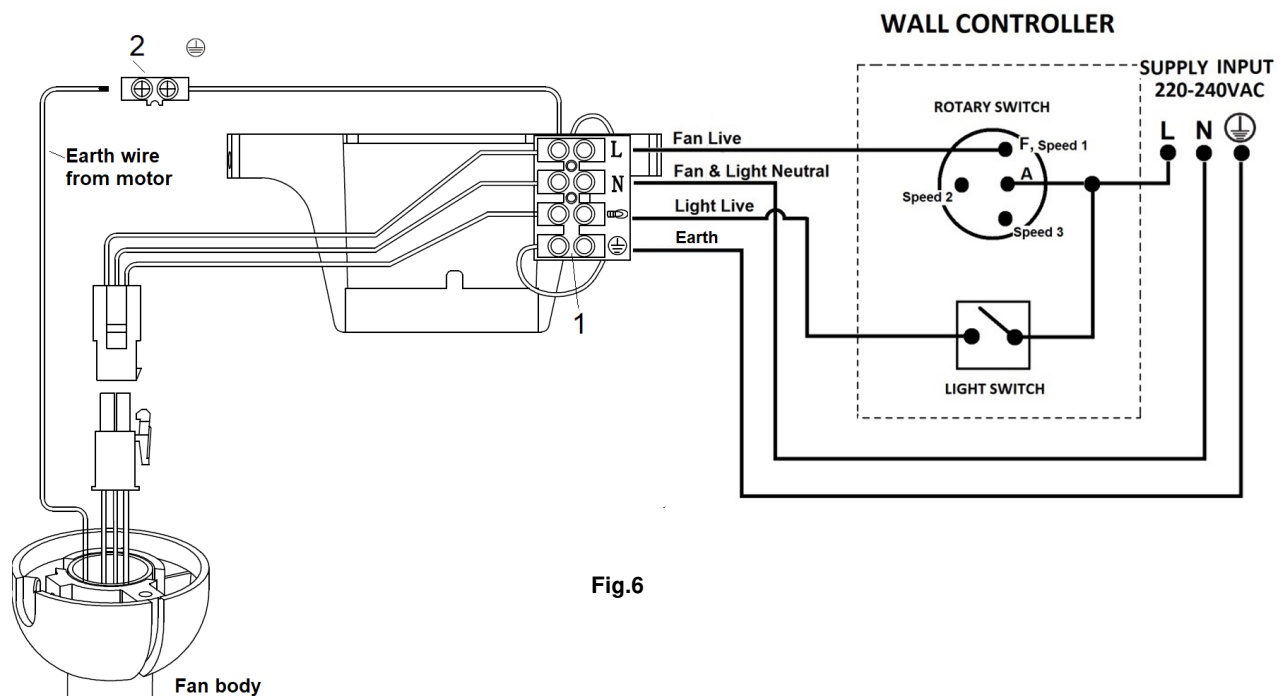 WALL CONTROLLER
2
SUPPLY INPUT
220-240VAC
ROTARY SWITCH
L N
Fan Live
F, Speed 1
L
Earth wire
from motor
Fan & Light Neutral
A
N
Speed 2
Light Live
Speed 3
Earth
1
LIGHT SWITCH
Fig.6
Fan body